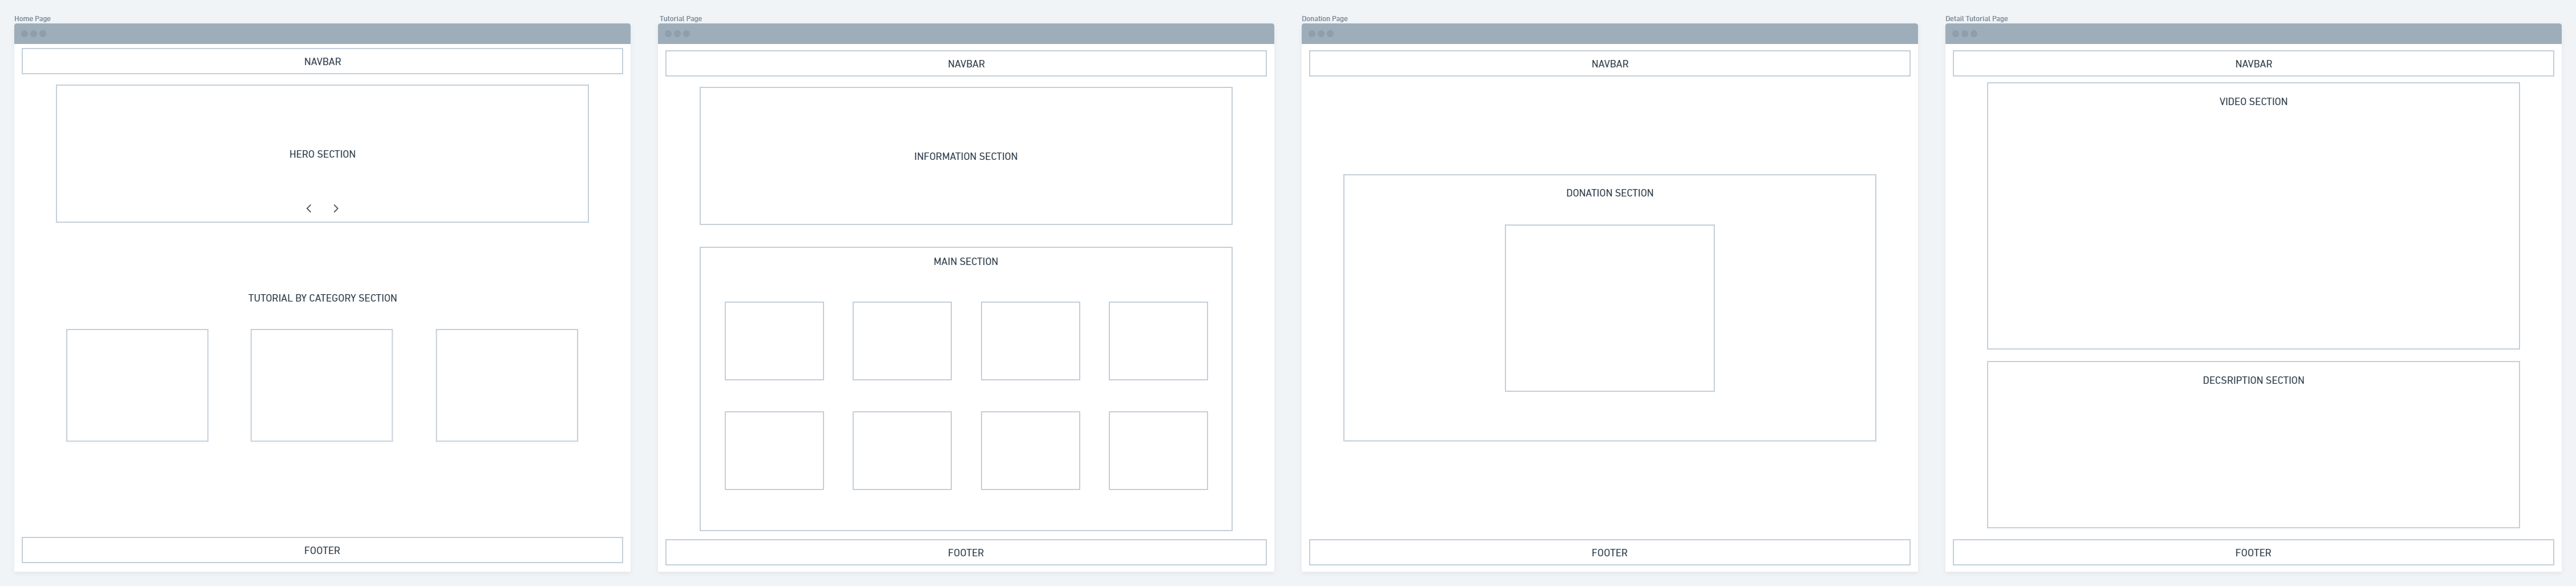 Home Page
NAVBAR
HERO SECTION
TUTORIAL BY CATEGORY SECTION
FOOTER
Tutorial Page
NAVBAR
INFORMATION SECTION
MAIN SECTION
FOOTER
Donation Page
NAVBAR
DONATION SECTION
FOOTER
Detail Tutorial Page
NAVBAR
VIDEO SECTION
DECSRIPTION SECTION
FOOTER